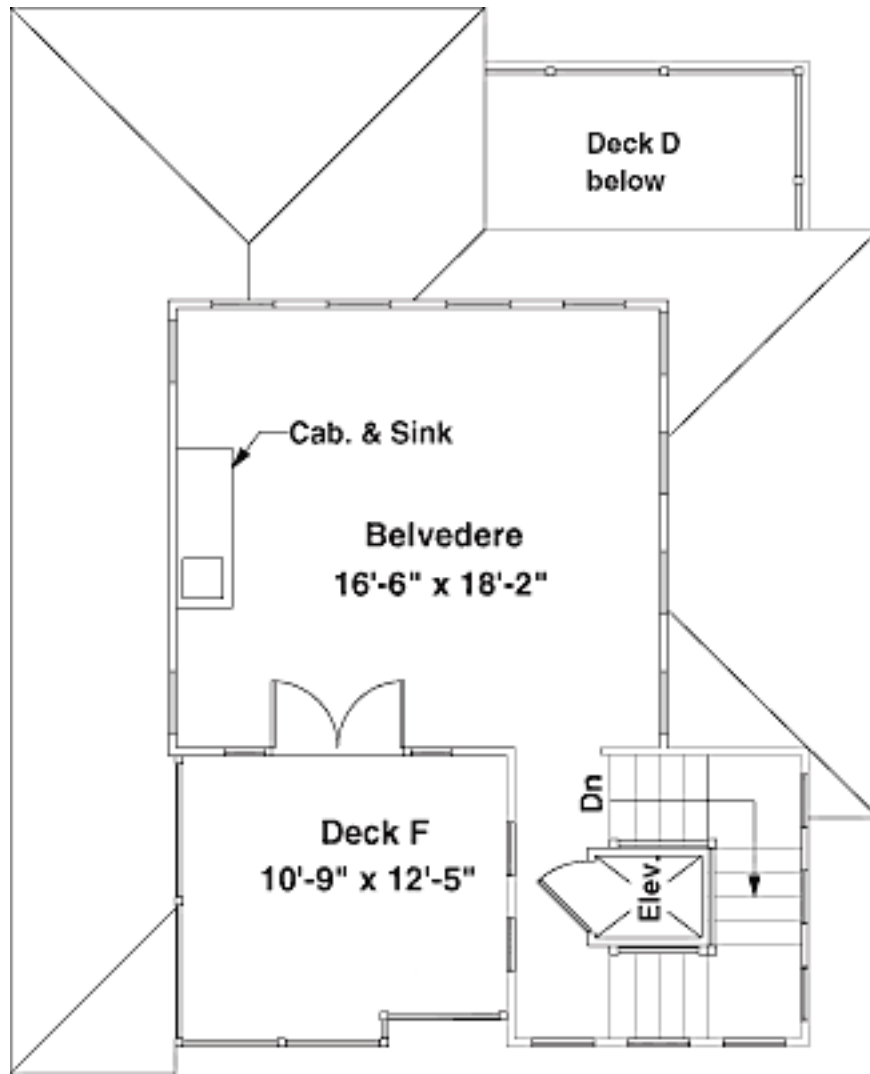 Deck D
below
Cab. & Sink
Belvedere
16'-6" x 18'-2"
Deck F
10'-9" x 12'-5"
Dn
Elev.